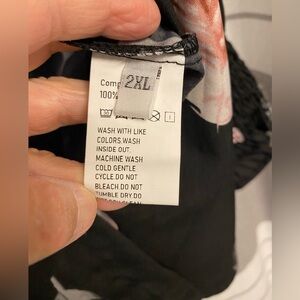 2XL
100%
WASH WITH LIKE
COLORS.WASH
INSIDE OUT.
MACHINE WASH
COLD.GENTLE
CYCLE.DO NOT
BLEACH DO NOT
TUMBLE DRY.DO